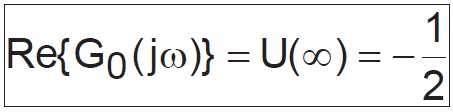 Re{G₀(jω)} = U(∞) = −1/2